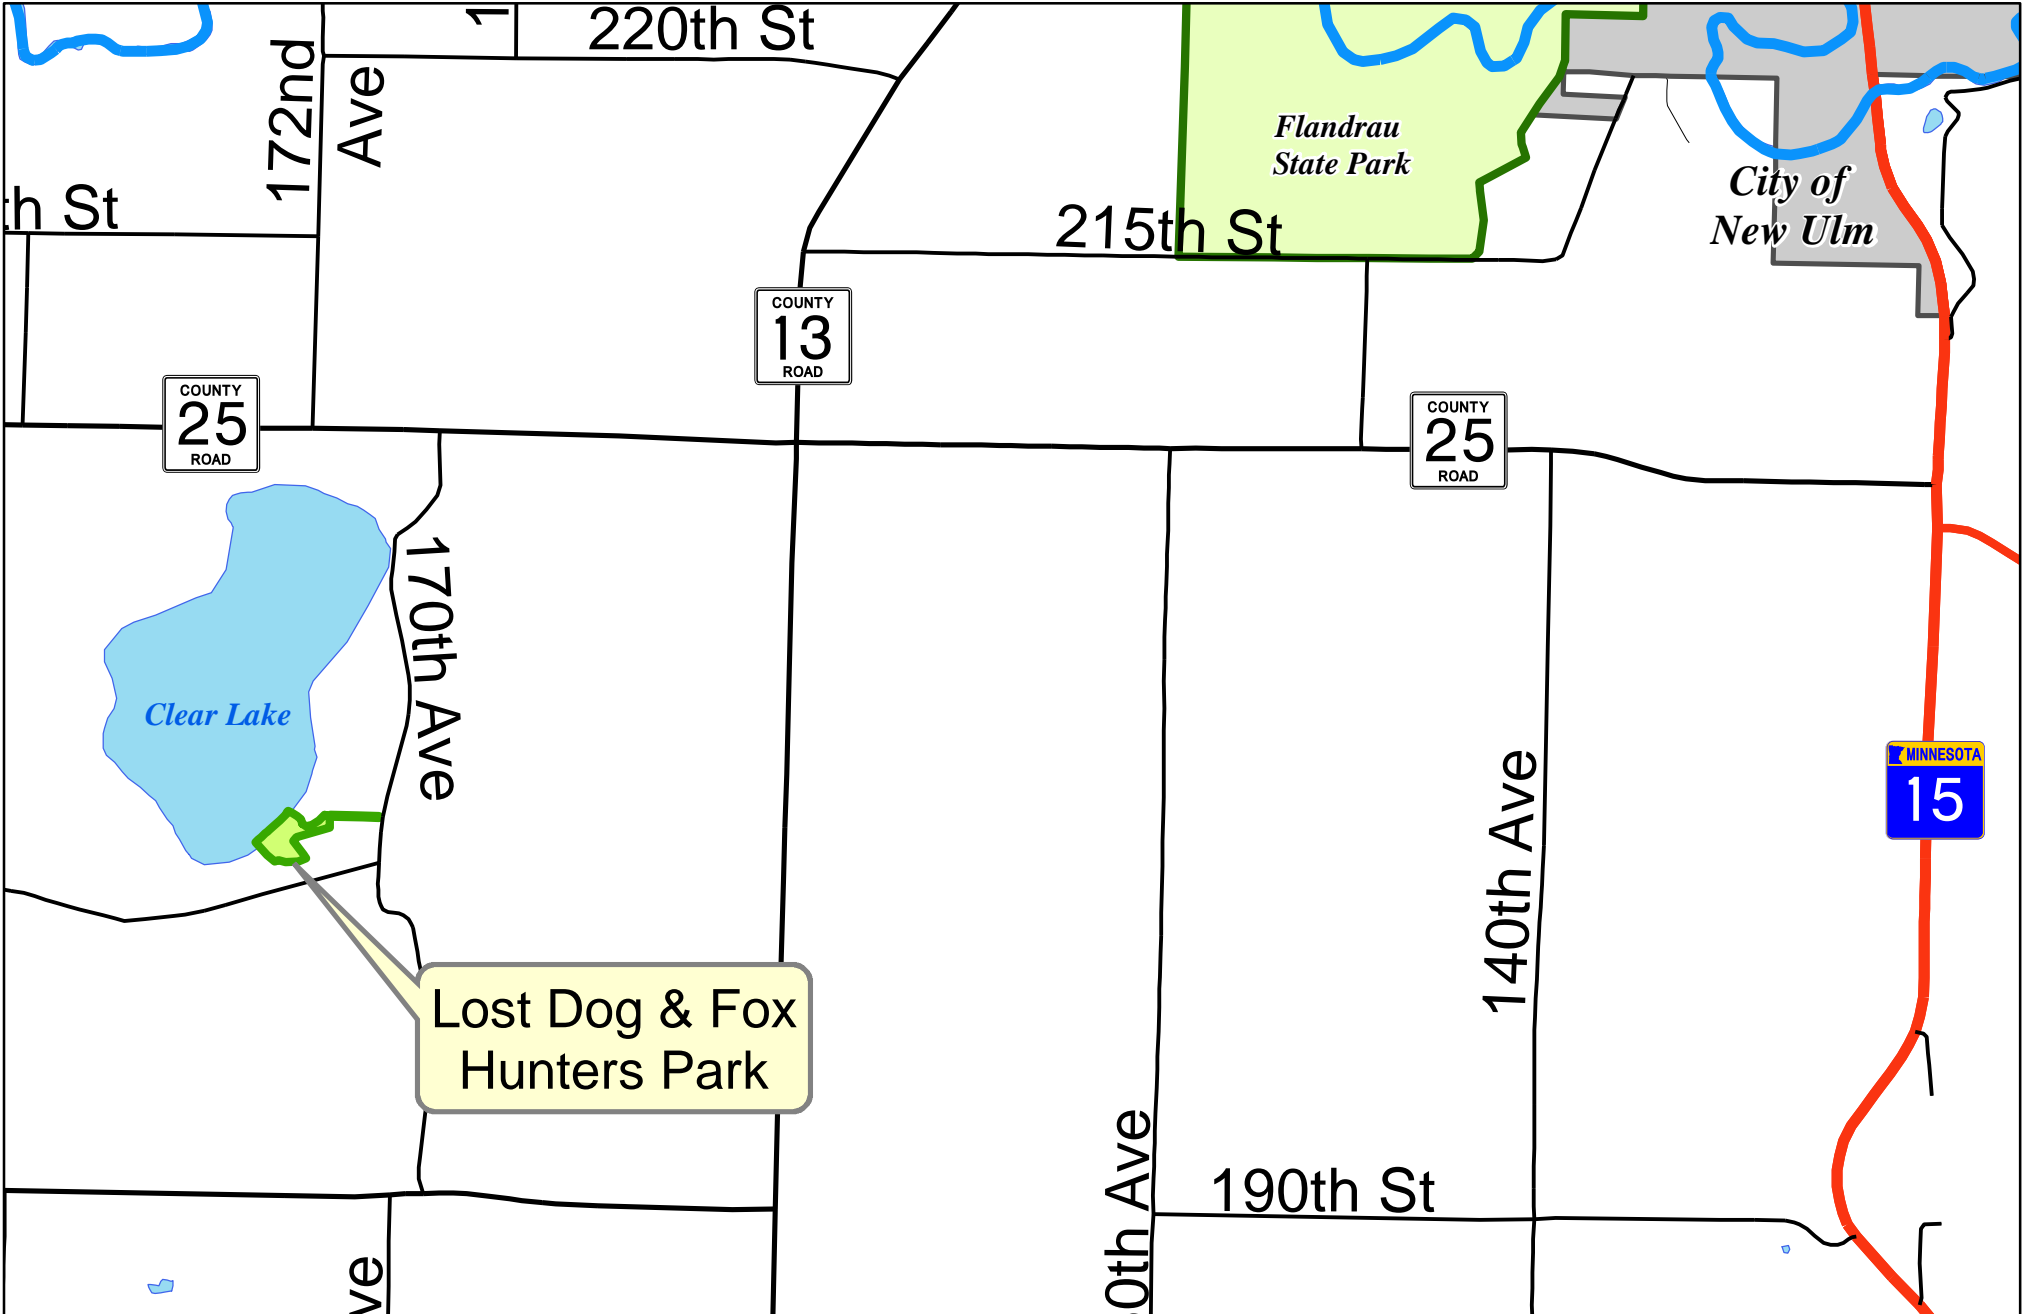 220th St
172nd
Ave
th St
Flandrau
State Park
City of
New Ulm
215th St
COUNTY
13
ROAD
COUNTY
25
ROAD
COUNTY
25
ROAD
170th Ave
Clear Lake
MINNESOTA
15
140th Ave
Lost Dog & Fox
Hunters Park
0th Ave
190th St
ve